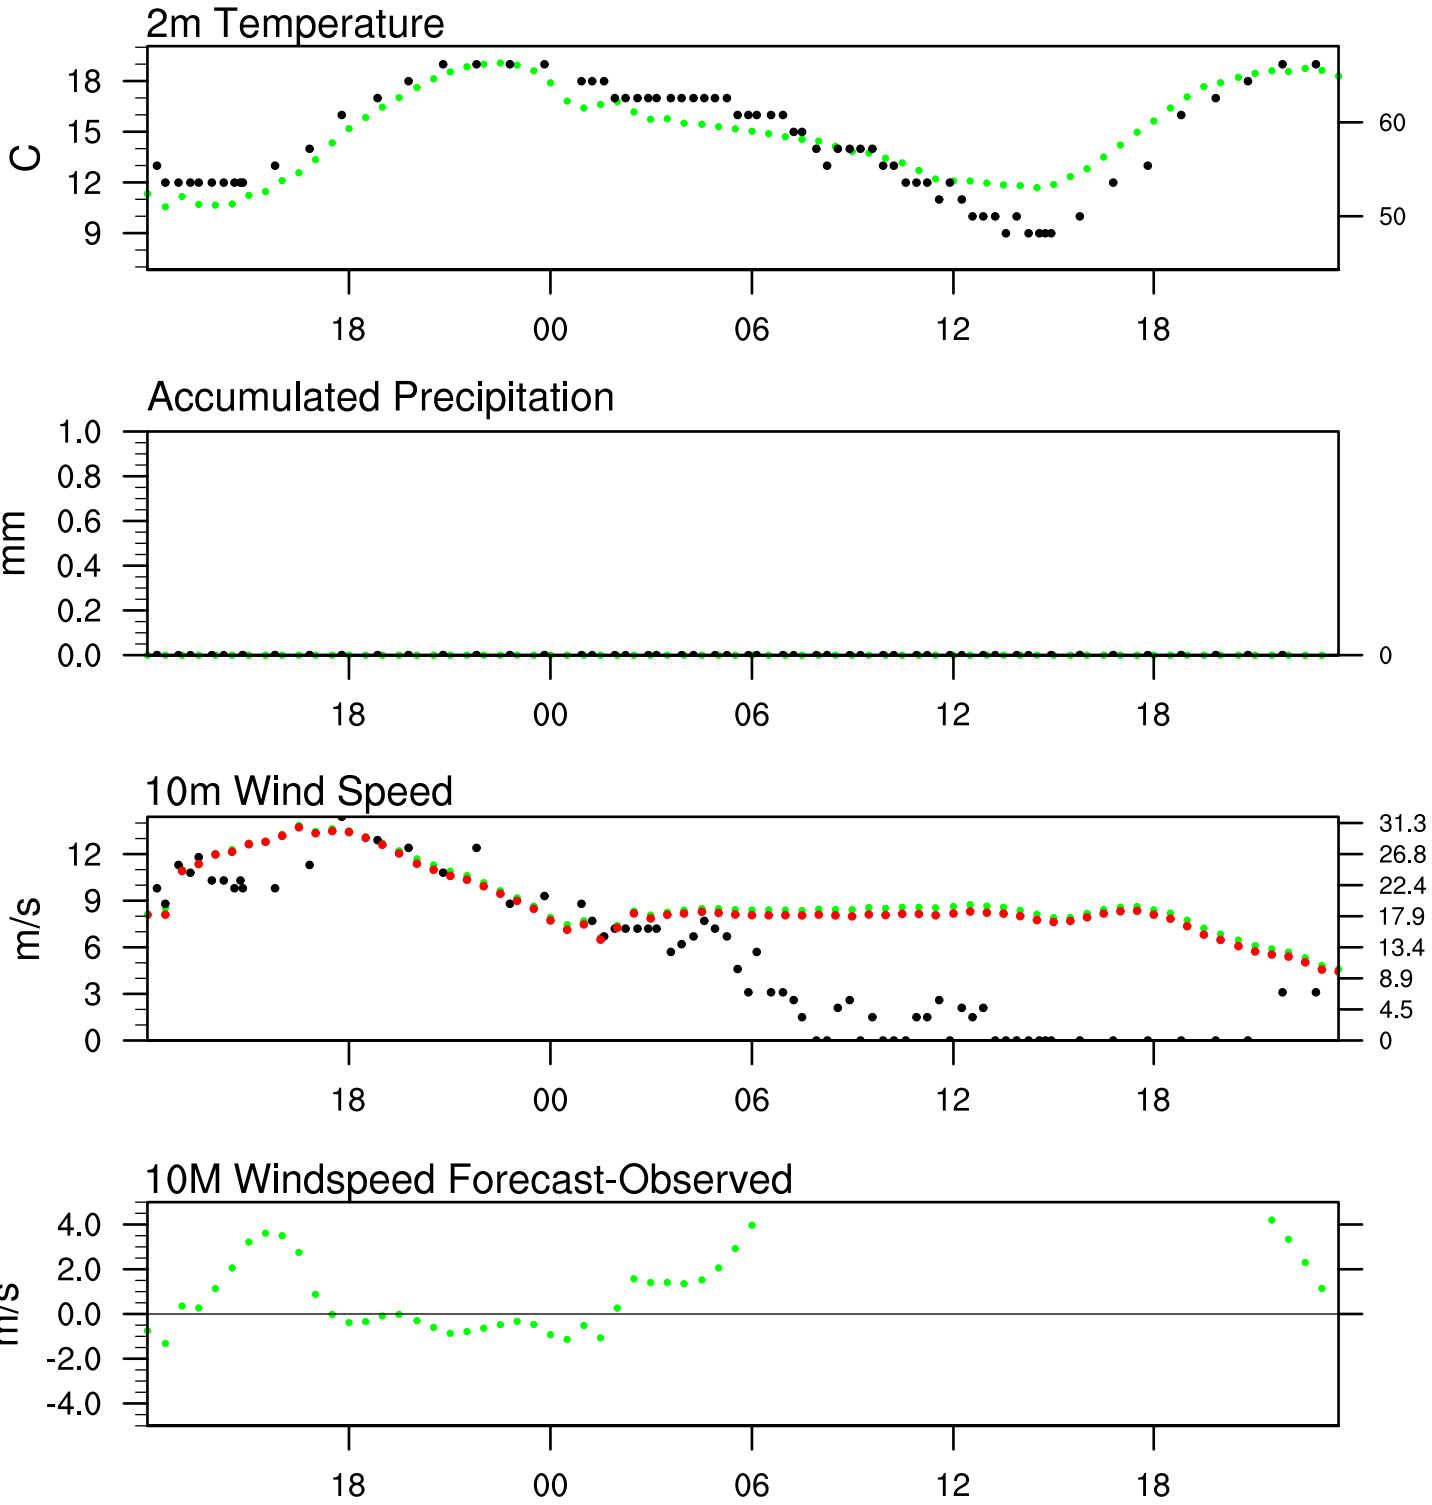 2m Temperature
18
15
12
9
C
60
50
18 00 06 12 18
Accumulated Precipitation
1.0
0.8
0.6
0.4
0.2
0.0
mm
0
18 00 06 12 18
10m Wind Speed
12
9
6
3
0
m/s
31.3
26.8
22.4
17.9
13.4
8.9
4.5
0
18 00 06 12 18
10M Windspeed Forecast-Observed
4.0
2.0
0.0
-2.0
-4.0
m/s
18 00 06 12 18